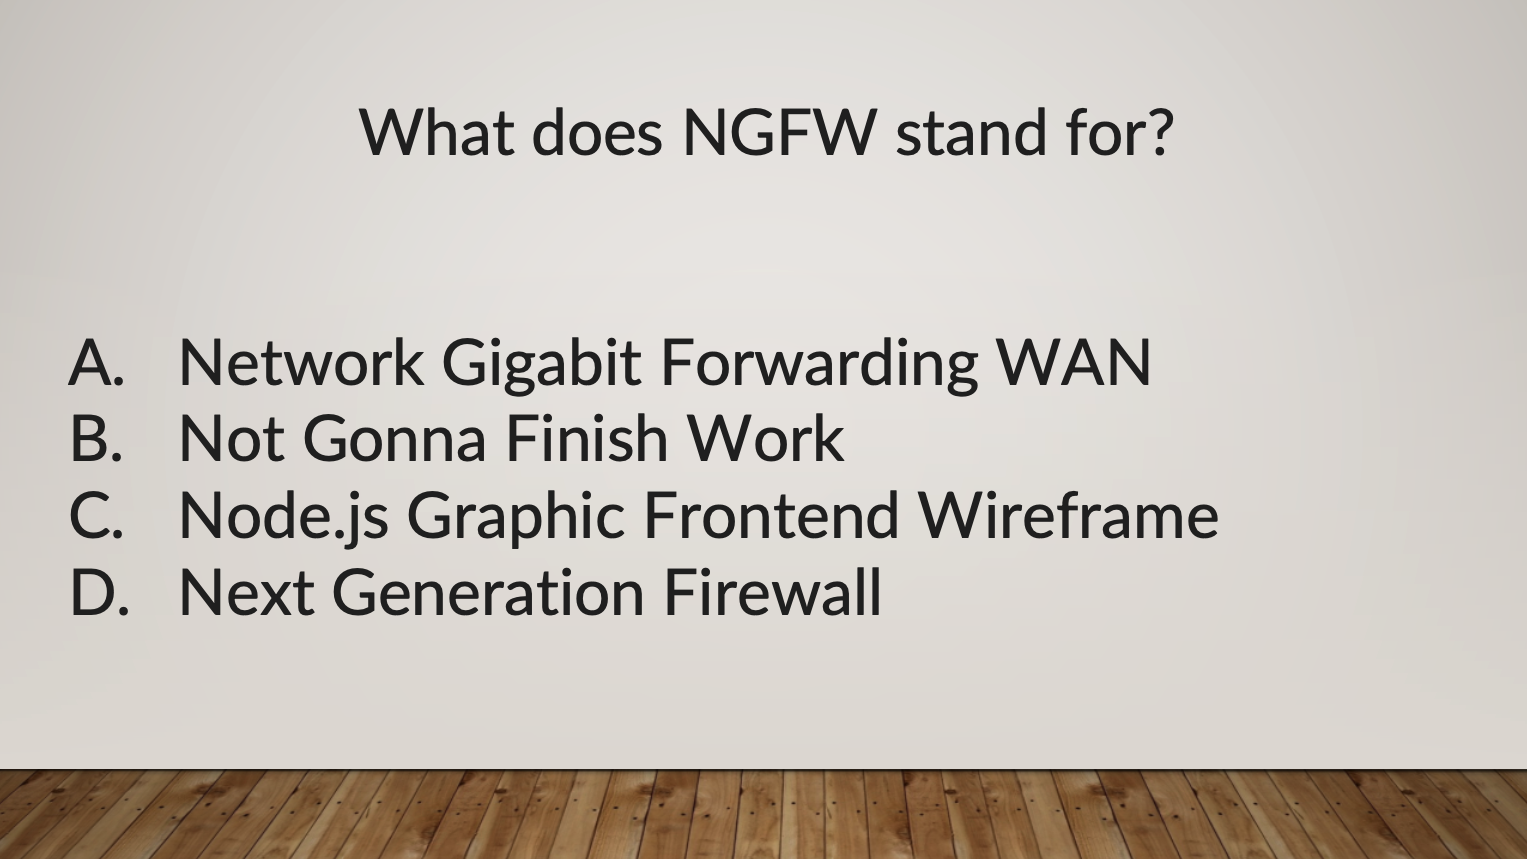 What does NGFW stand for?
A. Network Gigabit Forwarding WAN
B. Not Gonna Finish Work
C. Node.js Graphic Frontend Wireframe
D. Next Generation Firewall